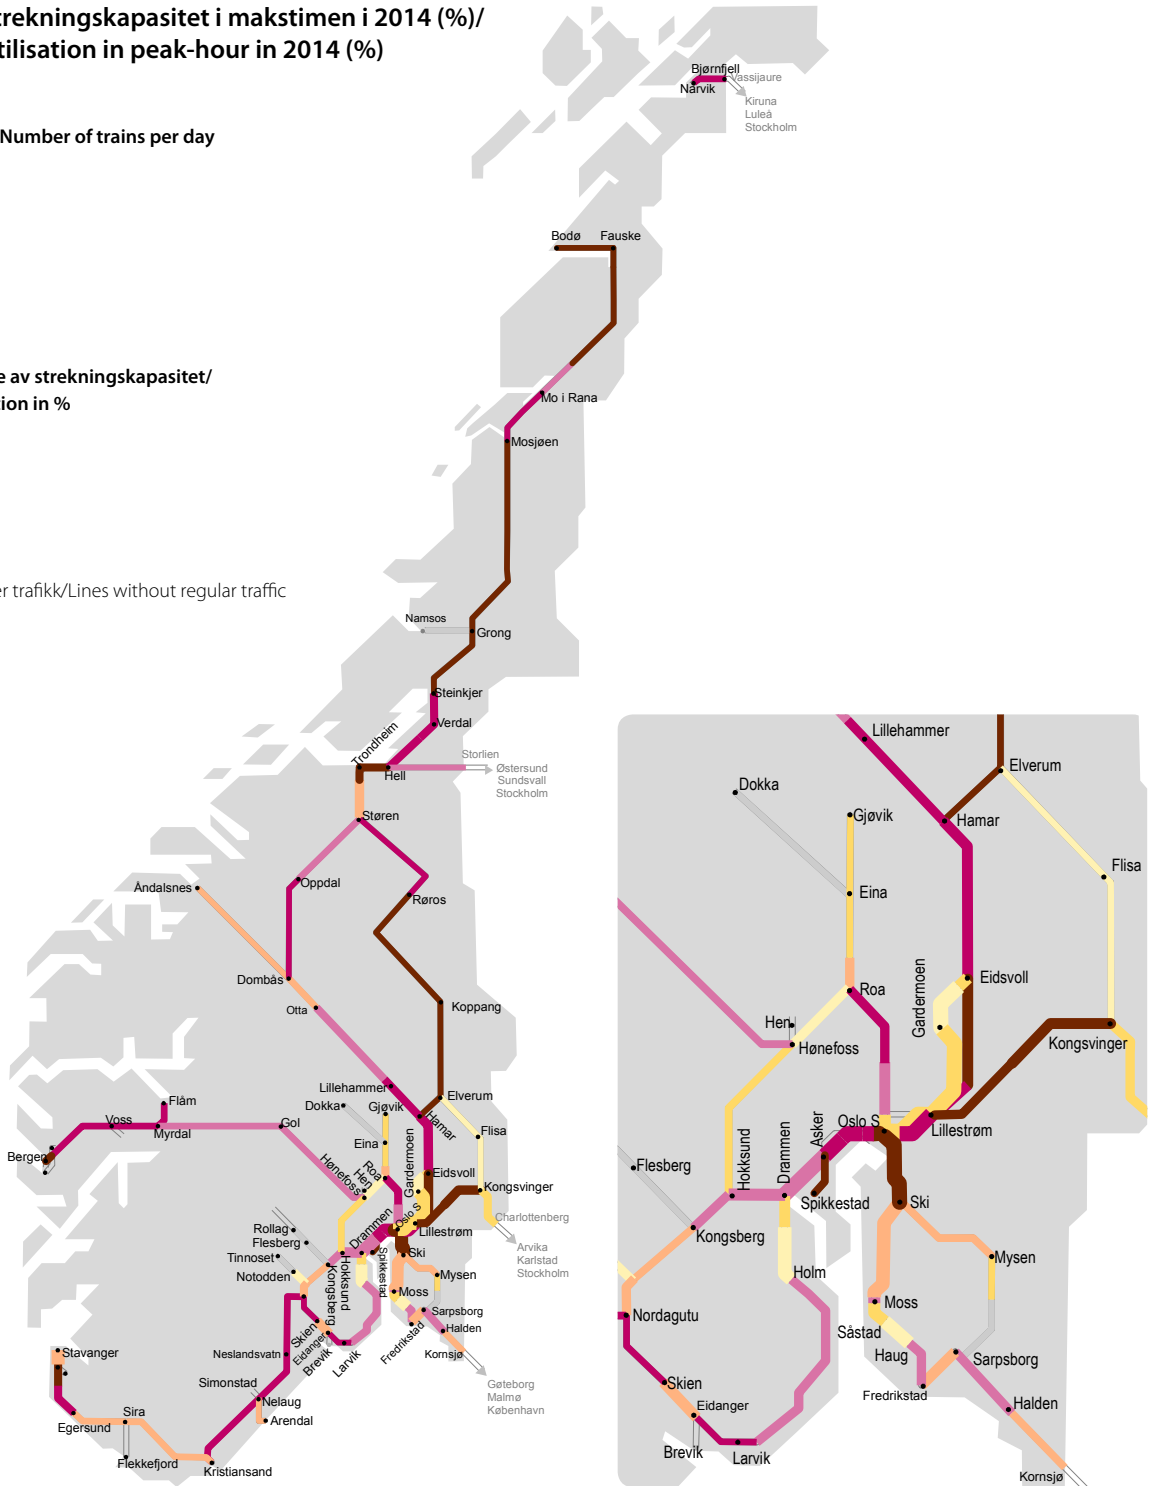 trekningskapasitet i makstimen i 2014 (%)/
tilisation in peak-hour in 2014 (%)
Number of trains per day
e av strekningskapasitet/
tion in %
er trafikk/Lines without regular traffic
Bjørnfjell
Vassijaure
Narvik
Kiruna
Luleå
Stockholm
Bodø
Fauske
Mo i Rana
Mosjøen
Namsos
Grong
Steinkjer
Verdal
Trondheim
Hell
Storlien
Østersund
Sundsvall
Stockholm
Støren
Oppdal
Åndalsnes
Røros
Dombås
Otta
Koppang
Lillehammer
Elverum
Dokka
Gjøvik
Hamar
Flåm
Voss
Myrdal
Gol
Bergen
Eina
Flisa
Roa
Hen
Hønefoss
Gardermoen
Eidsvoll
Kongsvinger
Charlottenberg
Arvika
Karlstad
Stockholm
Rollag
Flesberg
Tinnoset
Notodden
Drammen
Oslo S
Lillestrøm
Kongsberg
Hokksund
Spikkestad
Ski
Mysen
Moss
Sarpsborg
Halden
Fredrikstad
Kornsjø
Gøteborg
Malmø
København
Skien
Eidanger
Brevik
Larvik
Neslandsvatn
Simonstad
Nelaug
Arendal
Stavanger
Egersund
Sira
Flekkefjord
Kristiansand
Lillehammer
Elverum
Dokka
Gjøvik
Hamar
Flisa
Eina
Gardermoen
Eidsvoll
Roa
Hen
Hønefoss
Kongsvinger
Flesberg
Hokksund
Drammen
Asker
Oslo S
Lillestrøm
Spikkestad
Ski
Kongsberg
Mysen
Holm
Nordagutu
Moss
Såstad
Haug
Sarpsborg
Fredrikstad
Skien
Eidanger
Halden
Brevik
Larvik
Kornsjø